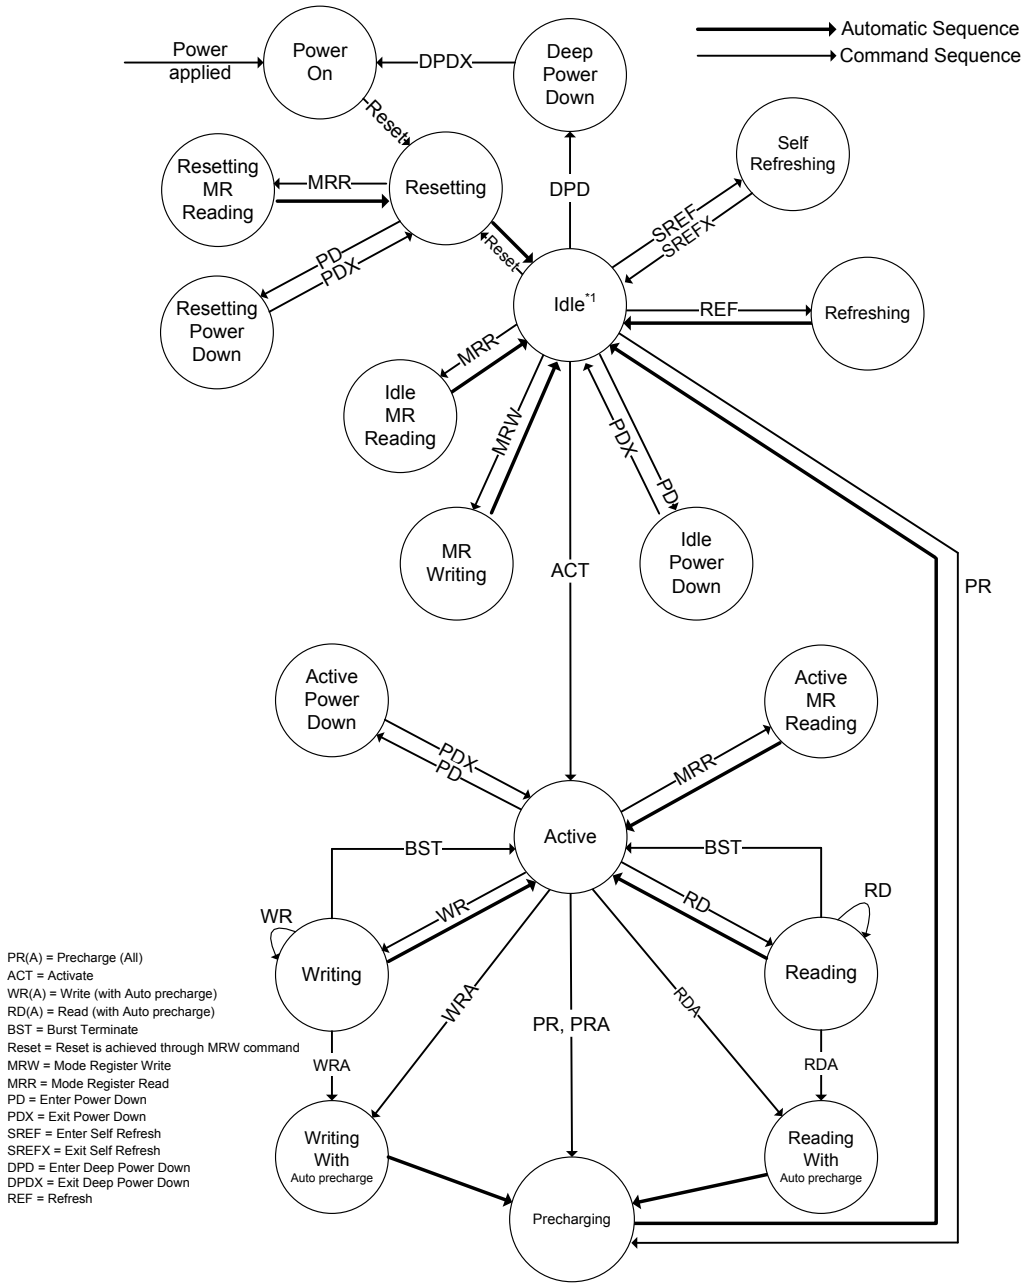 Automatic Sequence
Command Sequence
Power
applied
Power
On
DPDX
Deep
Power
Down
Reset
Resetting
MR
Reading
MRR
Resetting
DPD
Self
Refreshing
SREF
SREFX
PD
PDX
Reset
Resetting
Power
Down
Idle*1
REF
Refreshing
MRR
Idle
MR
Reading
MRW
PDX
PD
MR
Writing
ACT
Idle
Power
Down
PR
Active
Power
Down
Active
MR
Reading
PDX
PD
MRR
Active
BST
BST
WR
RD
WR
RD
Writing
Reading
WRA
RDA
PR, PRA
WRA
RDA
Writing
With
Auto precharge
Reading
With
Auto precharge
Precharging
PR(A) = Precharge (All)
ACT = Activate
WR(A) = Write (with Auto precharge)
RD(A) = Read (with Auto precharge)
BST = Burst Terminate
Reset = Reset is achieved through MRW command
MRW = Mode Register Write
MRR = Mode Register Read
PD = Enter Power Down
PDX = Exit Power Down
SREF = Enter Self Refresh
SREFX = Exit Self Refresh
DPD = Enter Deep Power Down
DPDX = Exit Deep Power Down
REF = Refresh